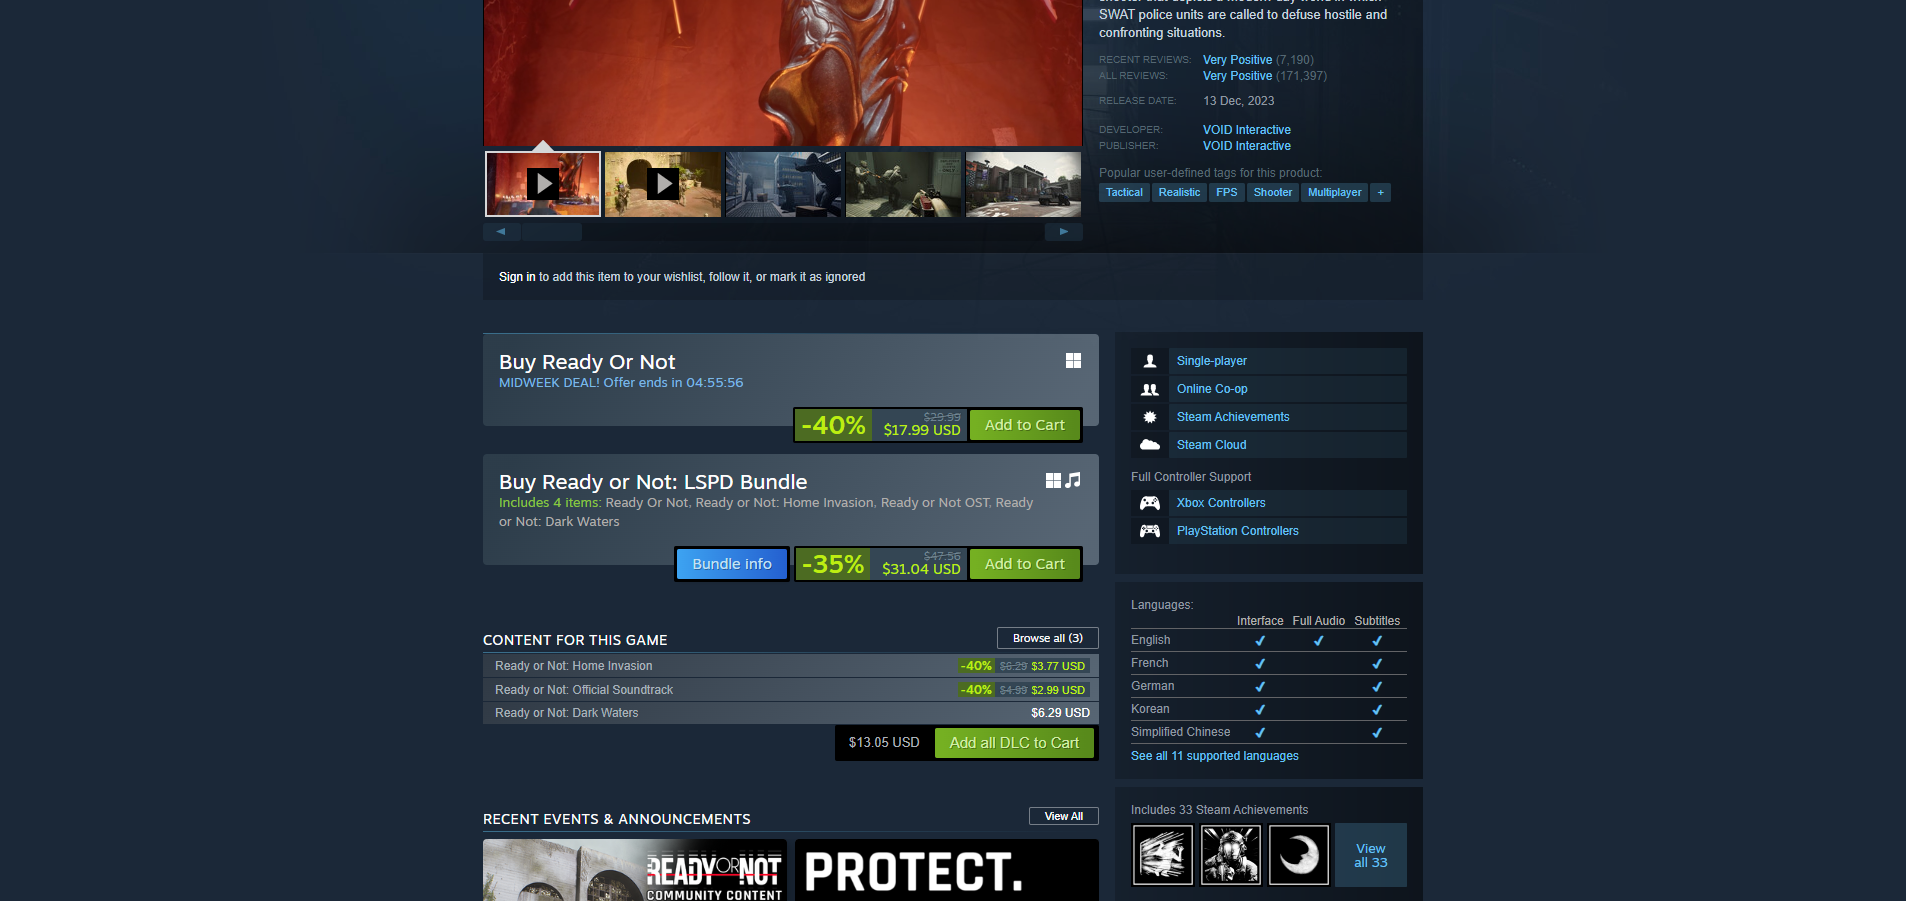 SWAT police units are called to defuse hostile and
confronting situations.
RECENT REVIEWS: Very Positive (7,190)
ALL REVIEWS: Very Positive (171,397)
RELEASE DATE: 13 Dec, 2023
DEVELOPER: VOID Interactive
PUBLISHER: VOID Interactive
Popular user-defined tags for this product:
Tactical Realistic FPS Shooter Multiplayer +
Sign in to add this item to your wishlist, follow it, or mark it as ignored
Buy Ready Or Not
MIDWEEK DEAL! Offer ends in 04:55:56
-40% $29.99 $17.99 USD Add to Cart
Buy Ready or Not: LSPD Bundle
Includes 4 items: Ready Or Not, Ready or Not: Home Invasion, Ready or Not OST, Ready
or Not: Dark Waters
Bundle info -35% $47.56 $31.04 USD Add to Cart
CONTENT FOR THIS GAME Browse all (3)
Ready or Not: Home Invasion -40% $6.29 $3.77 USD
Ready or Not: Official Soundtrack -40% $4.99 $2.99 USD
Ready or Not: Dark Waters $6.29 USD
$13.05 USD Add all DLC to Cart
RECENT EVENTS & ANNOUNCEMENTS View All
READY OR NOT
COMMUNITY CONTENT
PROTECT.
Single-player
Online Co-op
Steam Achievements
Steam Cloud
Full Controller Support
Xbox Controllers
PlayStation Controllers
Languages:
Interface Full Audio Subtitles
English ✔ ✔ ✔
French ✔ ✔
German ✔ ✔
Korean ✔ ✔
Simplified Chinese ✔ ✔
See all 11 supported languages
Includes 33 Steam Achievements
View
all 33